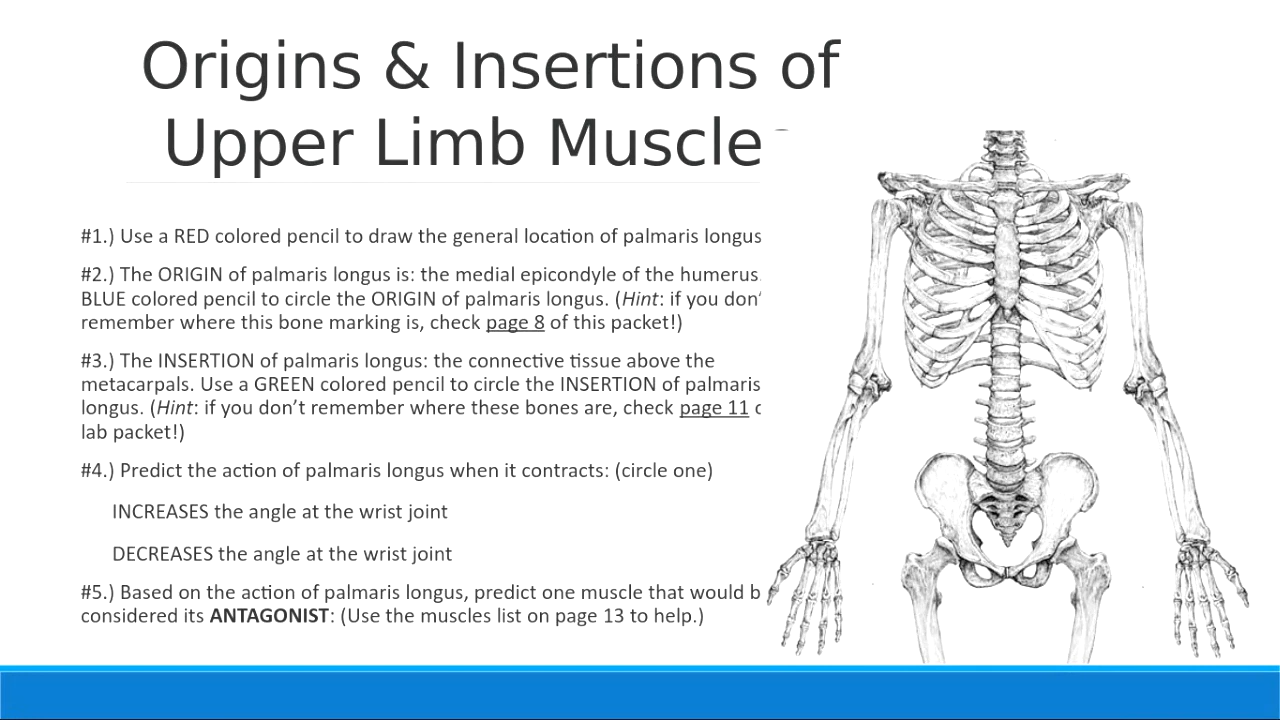 Origins & Insertions of
Upper Limb Muscle
#1.) Use a RED colored pencil to draw the general location of palmaris longus
#2.) The ORIGIN of palmaris longus is: the medial epicondyle of the humerus.
BLUE colored pencil to circle the ORIGIN of palmaris longus. (Hint: if you don’
remember where this bone marking is, check page 8 of this packet!)
#3.) The INSERTION of palmaris longus: the connective tissue above the
metacarpals. Use a GREEN colored pencil to circle the INSERTION of palmaris
longus. (Hint: if you don’t remember where these bones are, check page 11
lab packet!)
#4.) Predict the action of palmaris longus when it contracts: (circle one)
INCREASES the angle at the wrist joint
DECREASES the angle at the wrist joint
#5.) Based on the action of palmaris longus, predict one muscle that would b
considered its ANTAGONIST: (Use the muscles list on page 13 to help.)